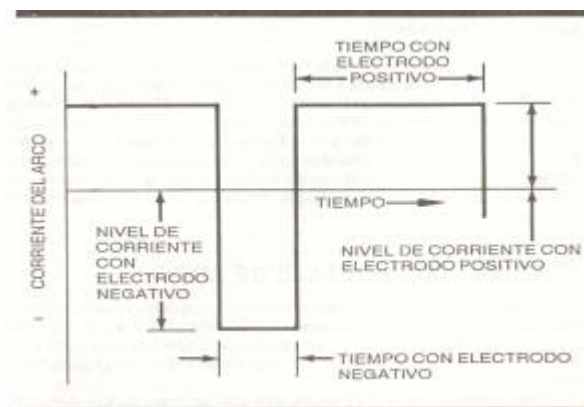 TIEMPO CON
ELECTRODO
POSITIVO
+
CORRIENTE DEL ARCO
TIEMPO
NIVEL DE
CORRIENTE
CON
ELECTRODO
NEGATIVO
NIVEL DE CORRIENTE CON
ELECTRODO POSITIVO
-
TIEMPO CON ELECTRODO
NEGATIVO